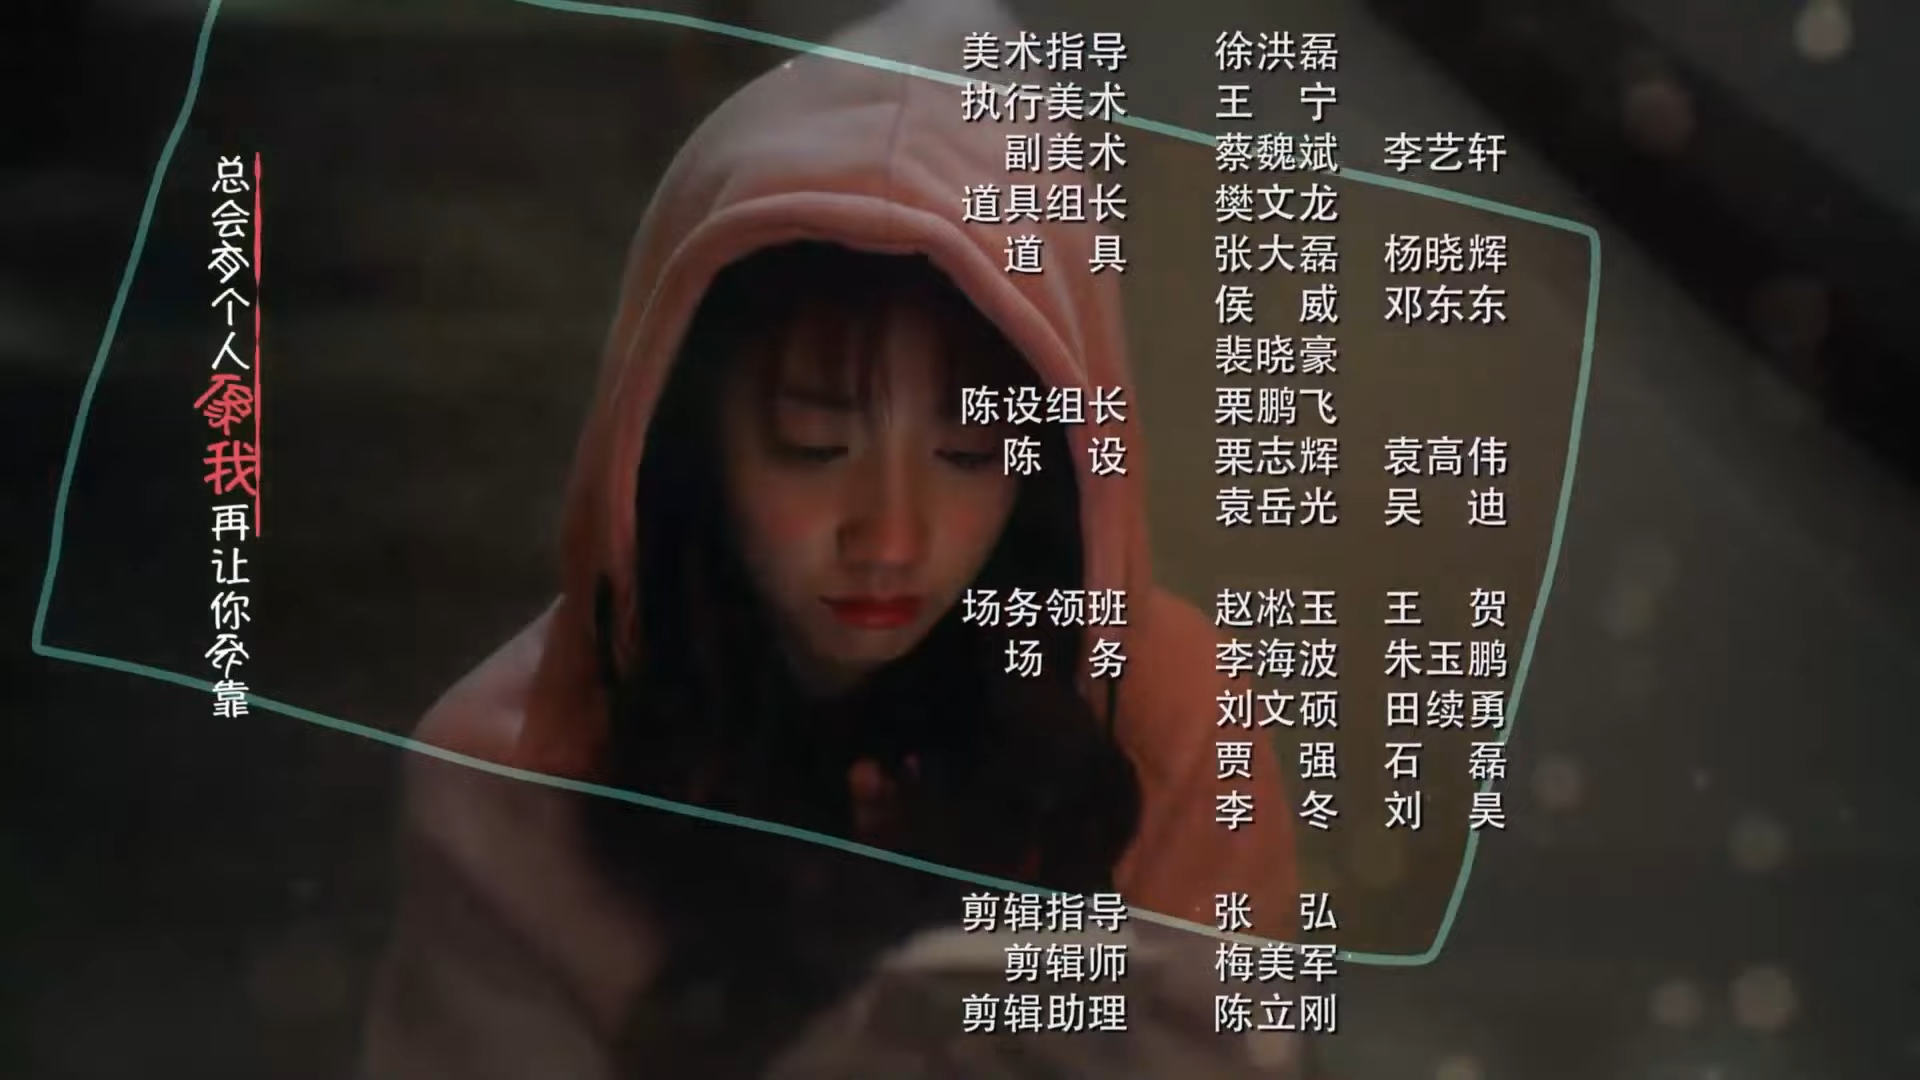 总会有个人像我再让你依靠
美术指导 徐洪磊
执行美术 王 宁
副美术 蔡魏斌 李艺轩
道具组长 樊文龙
道 具 张大磊 杨晓辉
侯 威 邓东东
裴晓豪
陈设组长 栗鹏飞
陈 设 栗志辉 袁高伟
袁岳光 吴 迪
场务领班 赵凇玉 王 贺
场 务 李海波 朱玉鹏
刘文硕 田续勇
贾 强 石 磊
李 冬 刘 昊
剪辑指导 张 弘
剪辑师 梅美军
剪辑助理 陈立刚